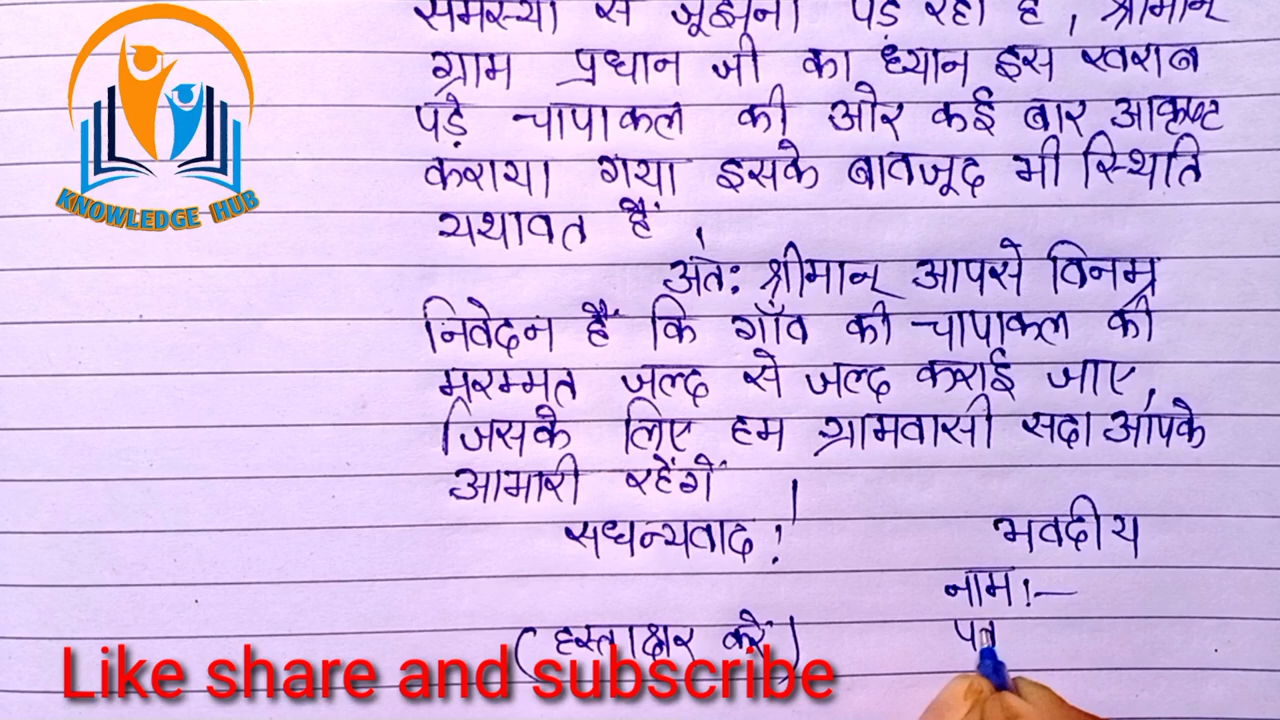 समस्या से जूझना पड़ रहा है, श्रीमान्
ग्राम प्रधान जी का ध्यान इस खराब
पड़े चापाकल की ओर कई बार आकृष्ट
कराया गया इसके बावजूद भी स्थिति
यथावत हैं।
अतः श्रीमान् आपसे विनम्र
निवेदन हैं कि गाँव की चापाकल की
मरम्मत जल्द से जल्द कराई जाए,
जिसके लिए हम ग्रामवासी सदा आपके
आभारी रहेंगें।
सधन्यवाद! भवदीय
नाम:-
(हस्ताक्षर करें) पत
KNOWLEDGE HUB
Like share and subscribe